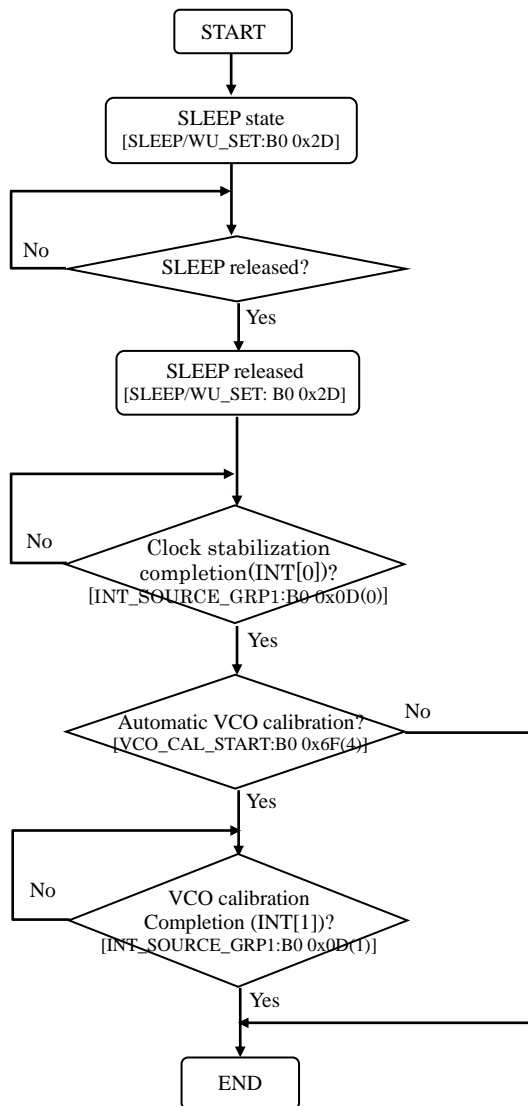 START
SLEEP state
[SLEEP/WU_SET:B0 0x2D]
No
SLEEP released?
Yes
SLEEP released
[SLEEP/WU_SET: B0 0x2D]
No
Clock stabilization
completion(INT[0])?
[INT_SOURCE_GRP1:B0 0x0D(0)]
Yes
Automatic VCO calibration?
No
[VCO_CAL_START:B0 0x6F(4)]
Yes
No
VCO calibration
Completion (INT[1])?
[INT_SOURCE_GRP1:B0 0x0D(1)]
Yes
END